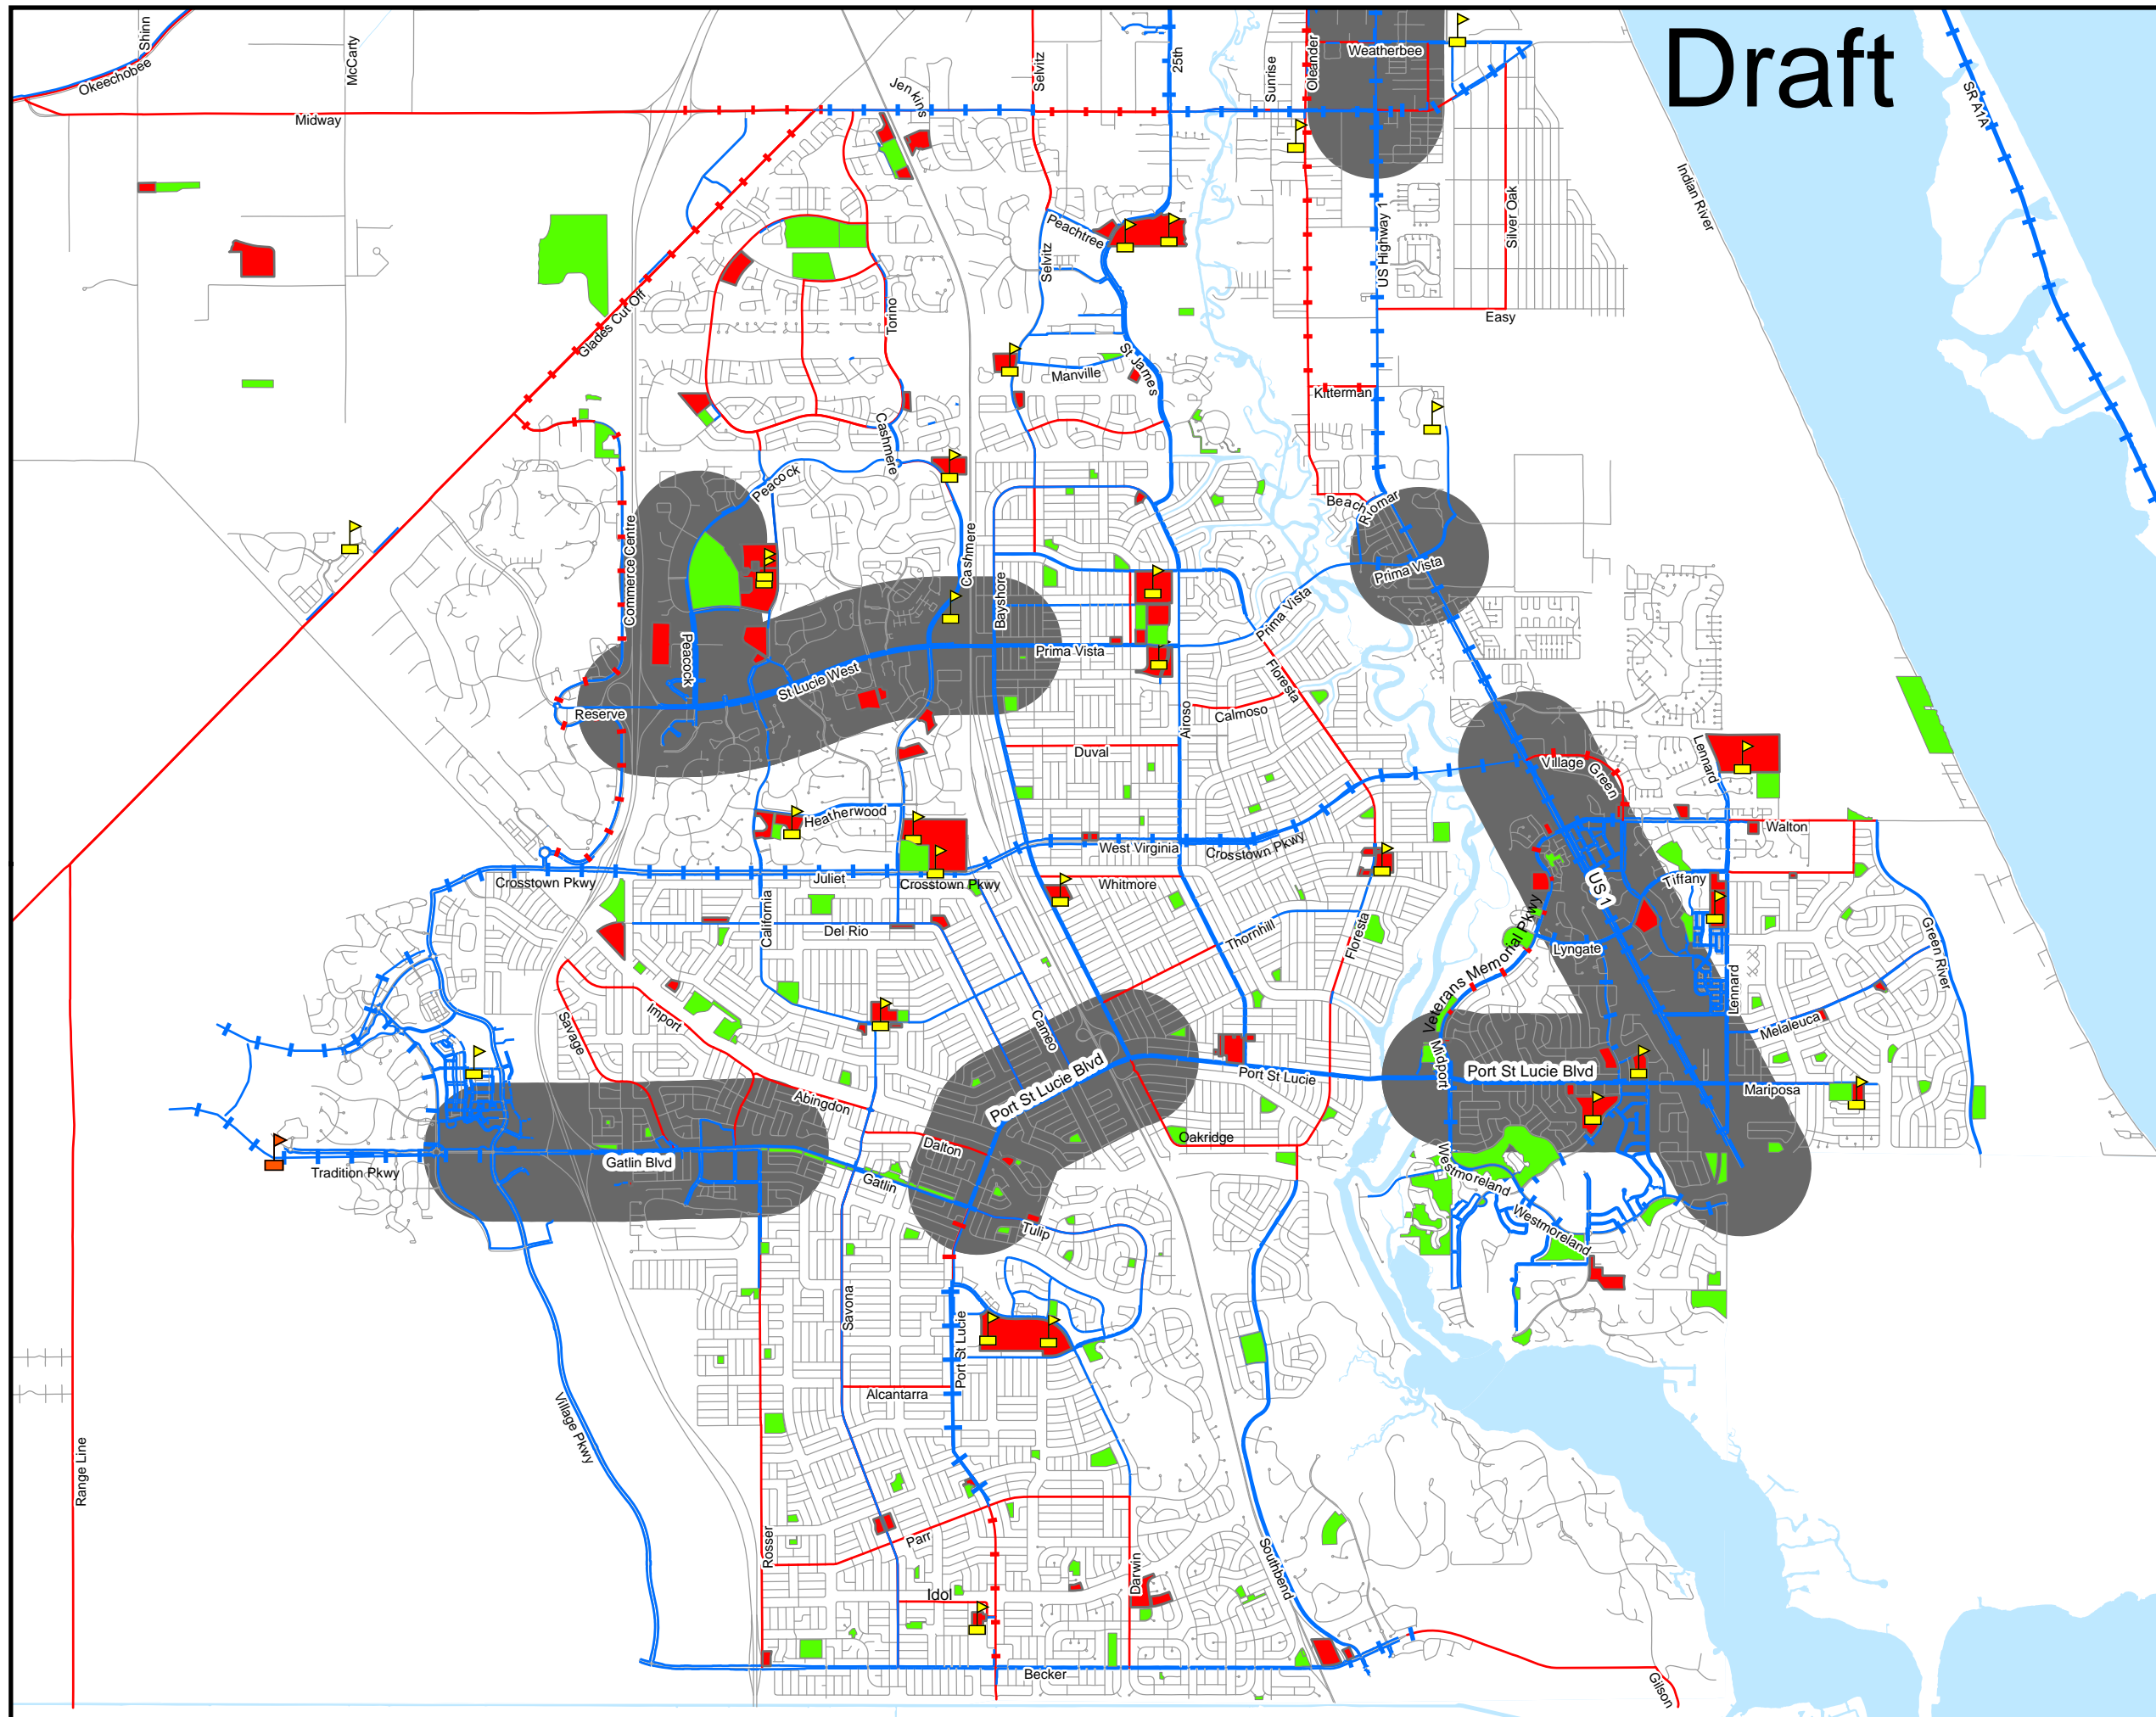 Draft
Shinn
Okeechobee
McCarty
Midway
Jenkins
Selvitz
25th
Sunrise
Oleander
Weatherbee
SR A1A
Indian River
Silver Oak
US Highway 1
Easy
Peachtree
Selvitz
Torino
Glades Cut Off
St James
Manville
Kitterman
Cashmere
Peacock
Beach
Riomar
Commerce Centre
Cashmere
Bayshore
Prima Vista
Prima Vista
Prima Vista
Peacock
St Lucie West
Reserve
Floresta
Calmoso
Airoso
Duval
Village Green
Lennard
Heatherwood
West Virginia
Crosstown Pkwy
Walton
Crosstown Pkwy
Juliet
Crosstown Pkwy
Whitmore
US 1
Tiffany
California
Del Rio
Thornhill
Floresta
Veterans Memorial Pkwy
Lyngate
Green River
Lennard
Savage
Import
Cameo
Melaleuca
Midport
Port St Lucie Blvd
Port St Lucie
Port St Lucie Blvd
Mariposa
Abingdon
Dalton
Oakridge
Tradition Pkwy
Gatlin Blvd
Gatlin
Westmoreland
Westmoreland
Tulip
Savona
Port St Lucie
Alcantarra
Village Pkwy
Range Line
Rosser
Parr
Idol
Darwin
Southbend
Becker
Gilson